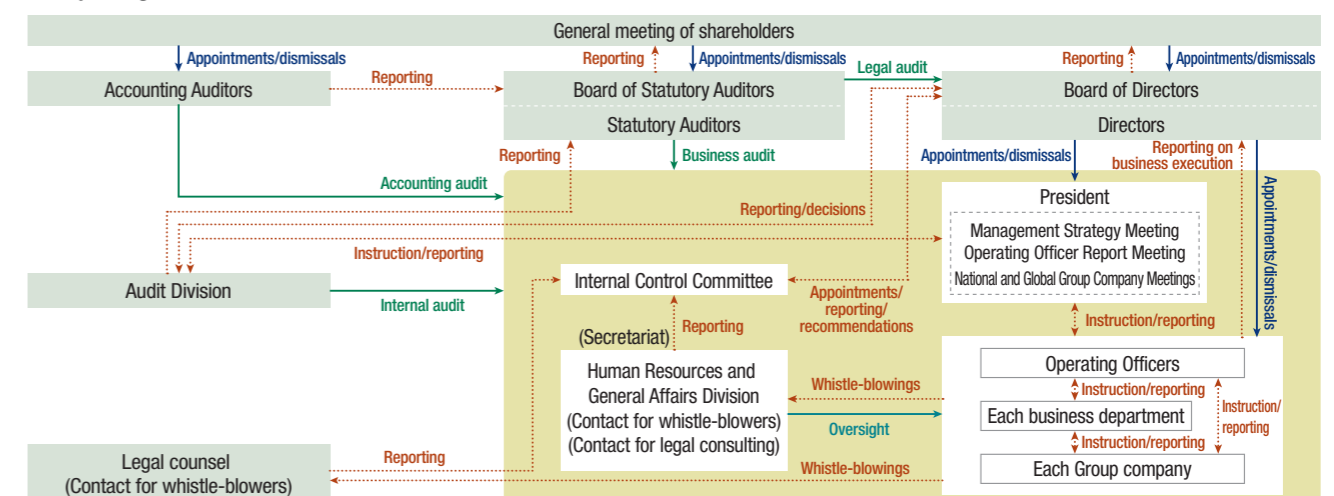 General meeting of shareholders
Appointments/dismissals
Reporting
Appointments/dismissals
Reporting
Appointments/dismissals
Accounting Auditors
Reporting
Board of Statutory Auditors
Statutory Auditors
Legal audit
Board of Directors
Directors
Reporting
Business audit
Appointments/dismissals
Reporting on
business execution
Accounting audit
Reporting/decisions
Instruction/reporting
President
Management Strategy Meeting
Operating Officer Report Meeting
National and Global Group Company Meetings
Appointments/dismissals
Audit Division
Internal audit
Internal Control Committee
Appointments/
reporting/
recommendations
Reporting
(Secretariat)
Instruction/reporting
Human Resources and
General Affairs Division
(Contact for whistle-blowers)
(Contact for legal consulting)
Whistle-blowings
Oversight
Operating Officers
Instruction/reporting
Each business department
Instruction/
reporting
Instruction/reporting
Each Group company
Legal counsel
(Contact for whistle-blowers)
Reporting
Whistle-blowings